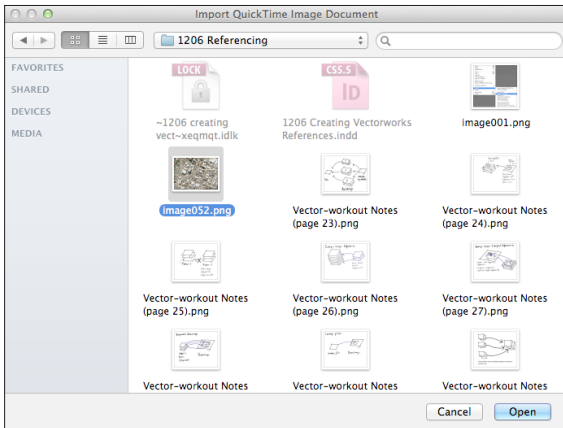 Import QuickTime Image Document
1206 Referencing
FAVORITES
SHARED
DEVICES
MEDIA
LOCK
CS5.5
ID
~1206 creating
vect~xeqmqt.idlk
1206 Creating Vectorworks
References.indd
image001.png
image052.png
Vector-workout Notes
(page 23).png
Vector-workout Notes
(page 24).png
Vector-workout Notes
(page 25).png
Vector-workout Notes
(page 26).png
Vector-workout Notes
(page 27).png
Vector-workout Notes
Vector-workout Notes
Vector-workout Notes
Cancel
Open